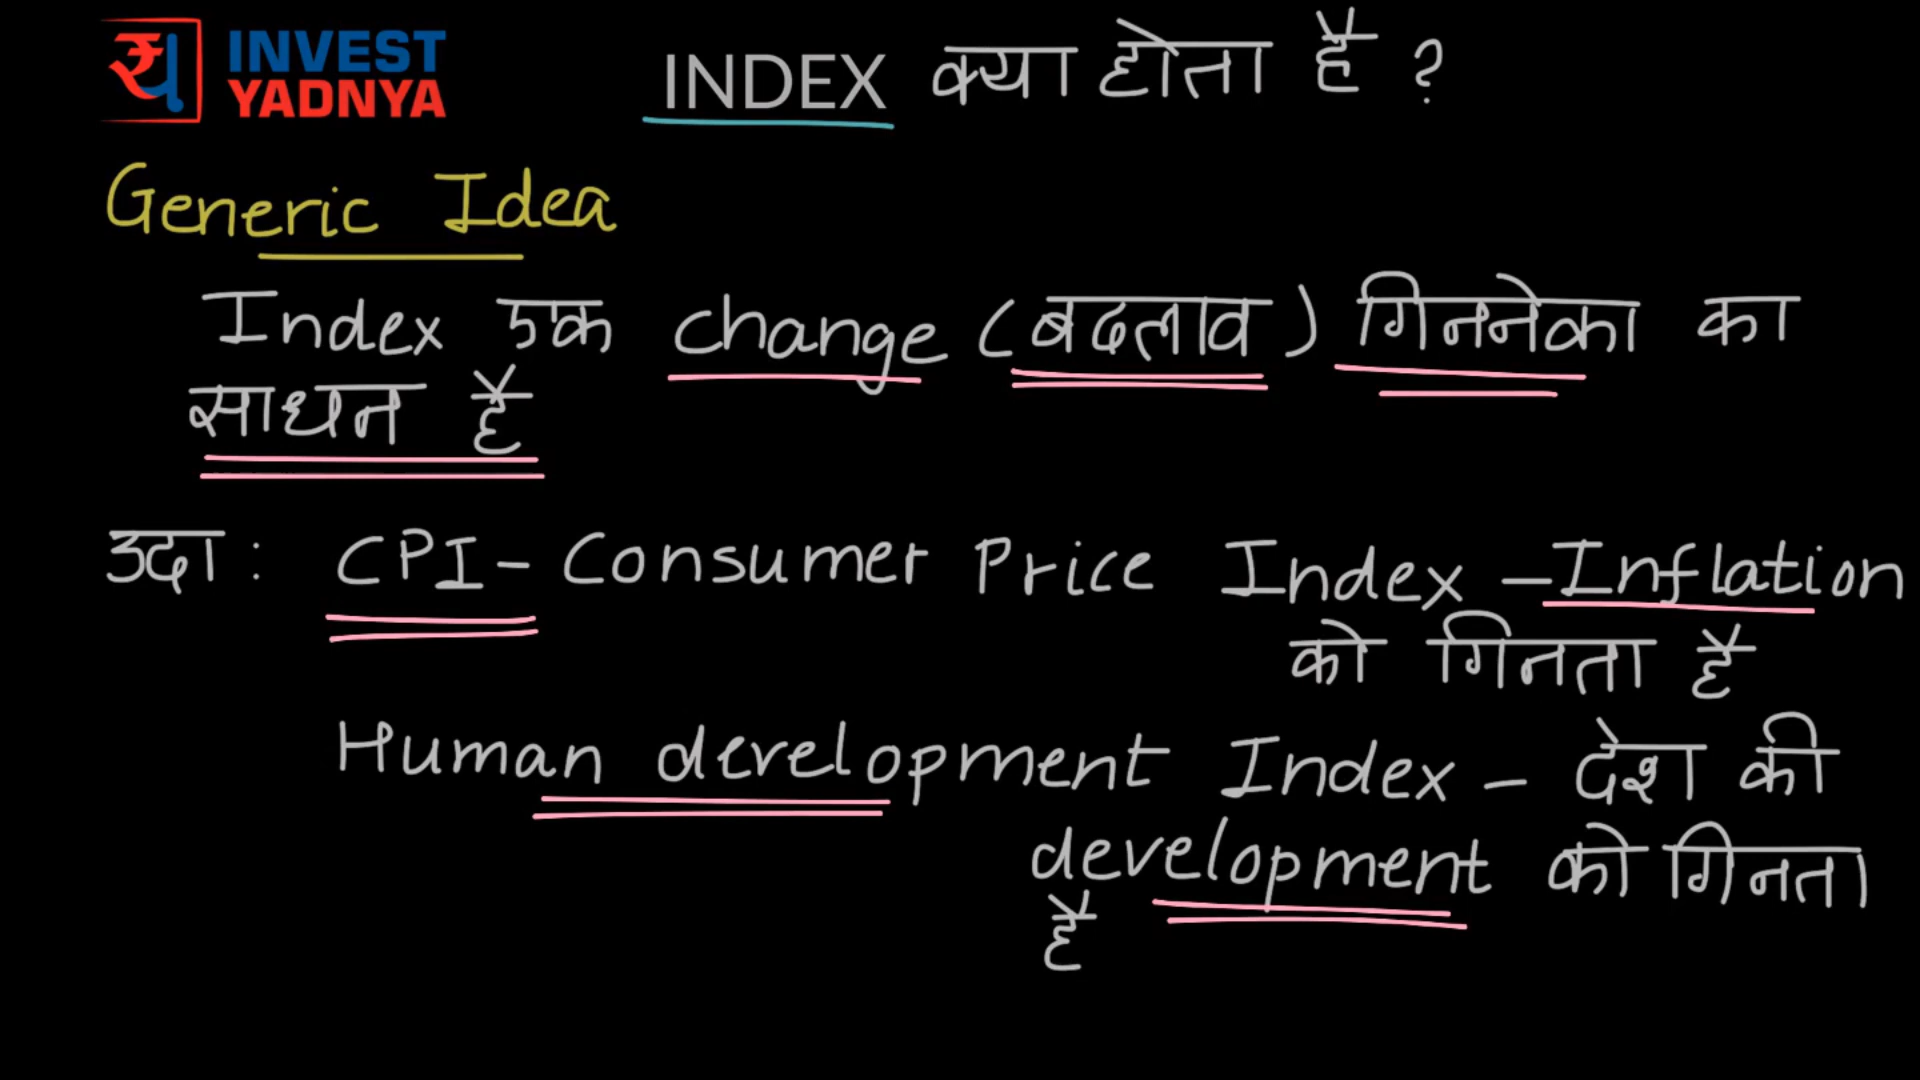 INVEST
YADNYA
INDEX क्या होता है ?
Generic Idea
Index एक change (बदलाव) गिननेका का
साधन है
उदा : CPI - Consumer Price Index - Inflation
को गिनता है
Human development Index - देश की
development को गिनता
है